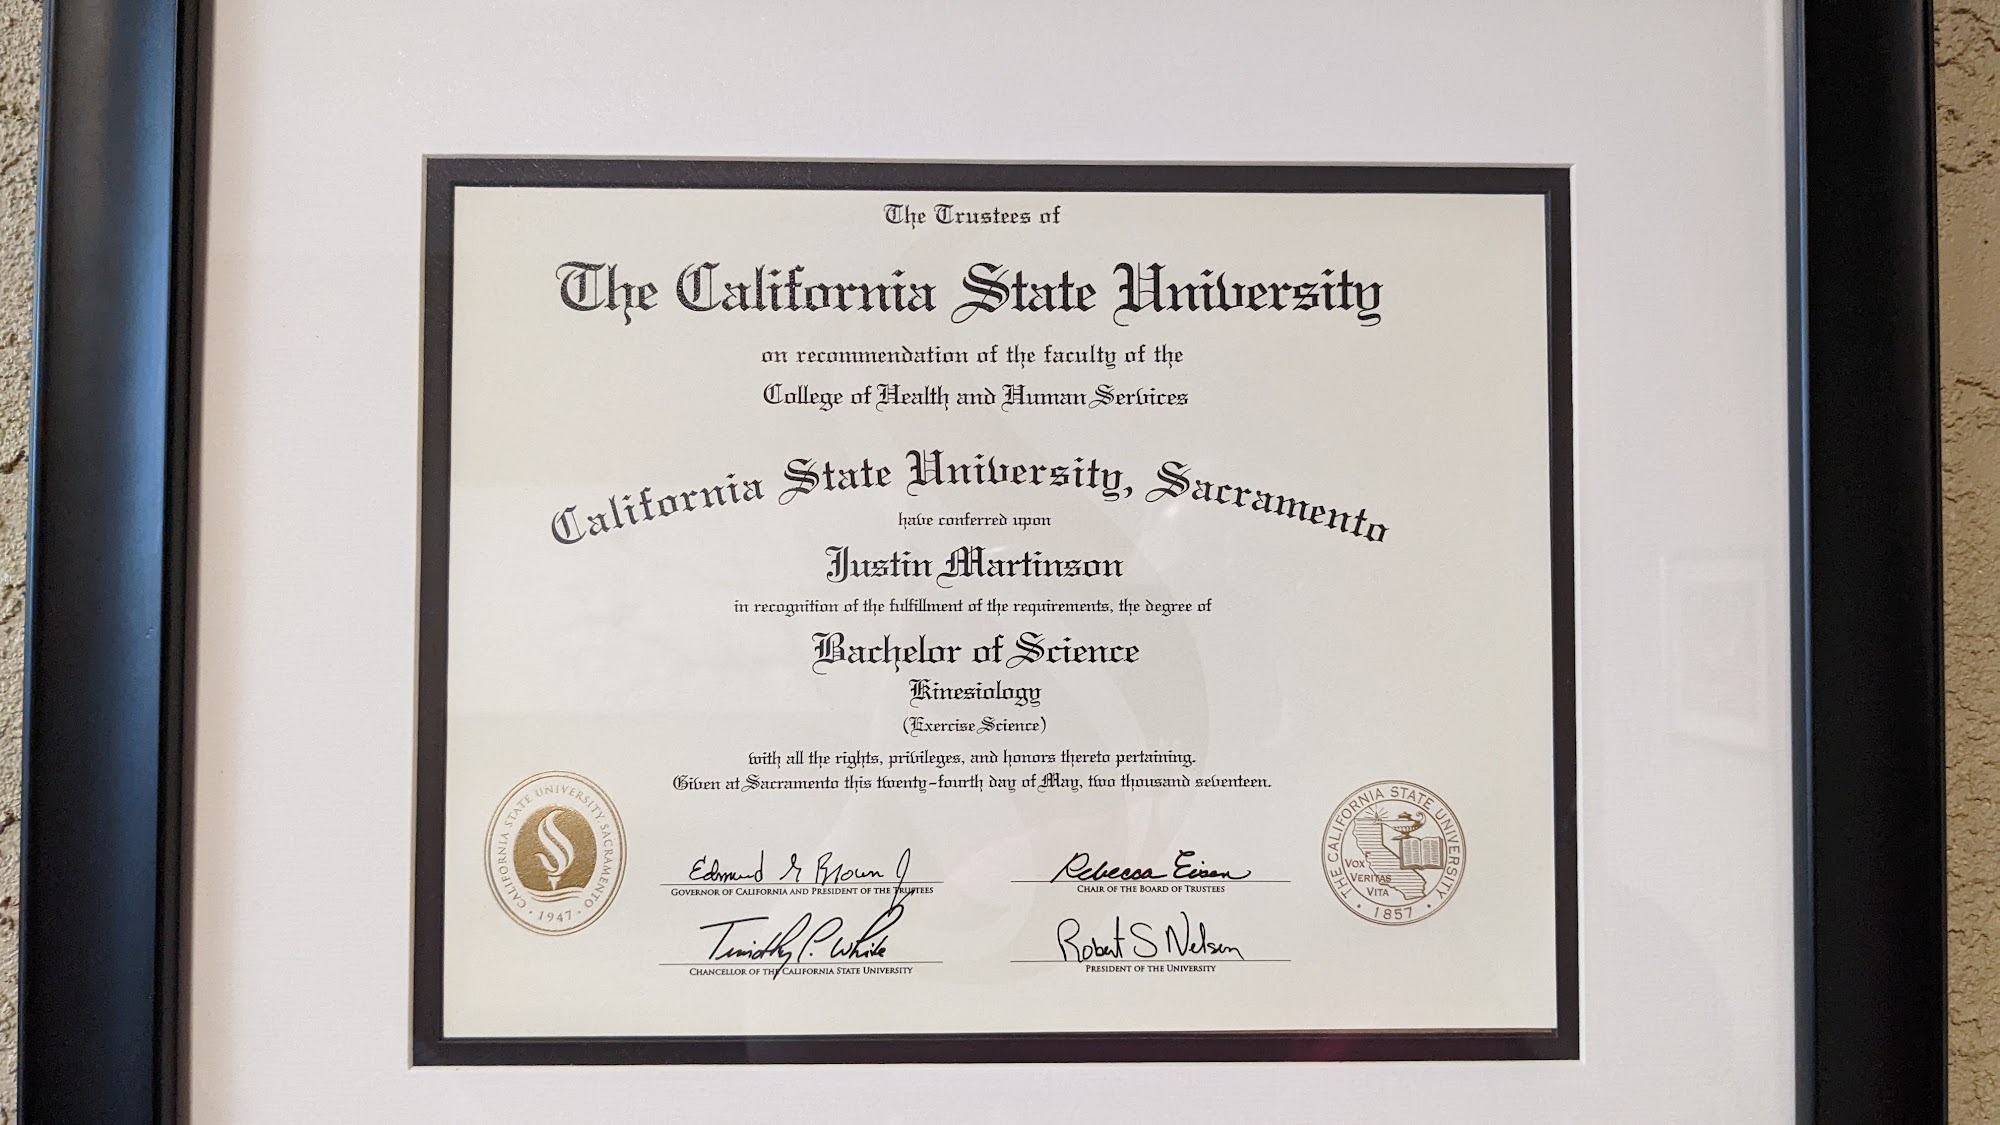 The Trustees of
The California State University
on recommendation of the faculty of the
College of Health and Human Services
California State University, Sacramento
have conferred upon
Justin Martinson
in recognition of the fulfillment of the requirements, the degree of
Bachelor of Science
Kinesiology
(Exercise Science)
with all the rights, privileges, and honors thereto pertaining.
Given at Sacramento this twenty-fourth day of May, two thousand seventeen.
CALIFORNIA STATE UNIVERSITY, SACRAMENTO
• 1947 •
Edmund G Brown J
GOVERNOR OF CALIFORNIA AND PRESIDENT OF THE TRUSTEES
Rebecca Eisen
CHAIR OF THE BOARD OF TRUSTEES
Timothy P. White
CHANCELLOR OF THE CALIFORNIA STATE UNIVERSITY
Robert S Nelsen
PRESIDENT OF THE UNIVERSITY
THE CALIFORNIA STATE UNIVERSITY
VOX
VERITAS
VITA
• 1857 •